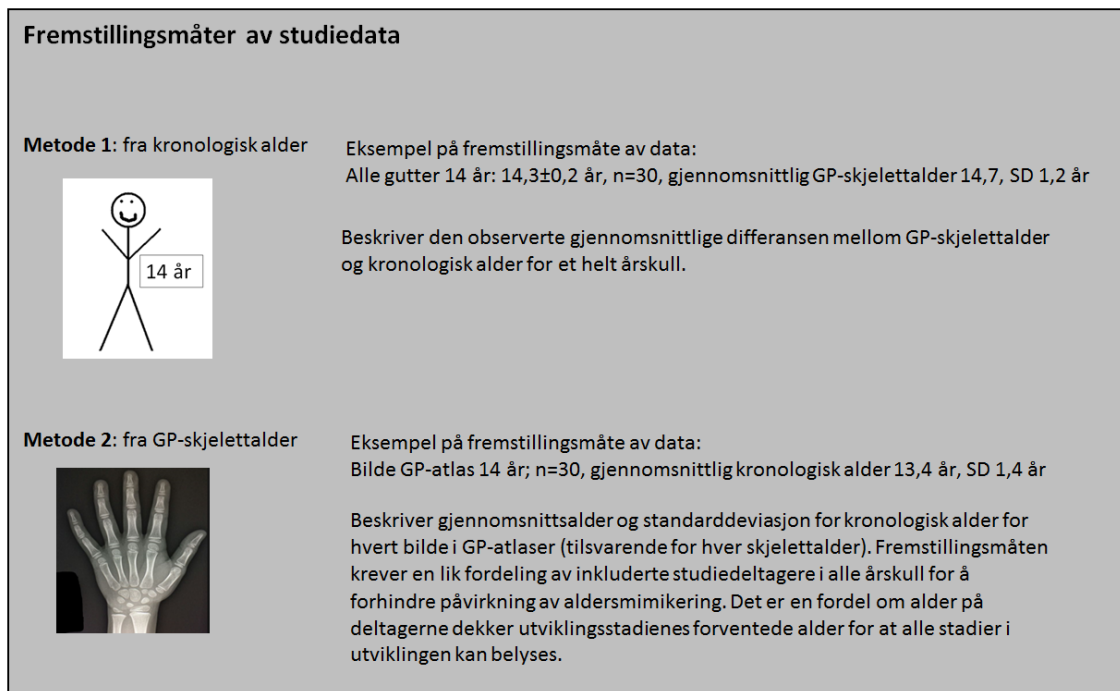 Fremstillingsmåter av studiedata
Metode 1: fra kronologisk alder
14 år
Eksempel på fremstillingsmåte av data:
Alle gutter 14 år: 14,3±0,2 år, n=30, gjennomsnittlig GP-skjelettalder 14,7, SD 1,2 år
Beskriver den observerte gjennomsnittlige differansen mellom GP-skjelettalder
og kronologisk alder for et helt årskull.
Metode 2: fra GP-skjelettalder
Eksempel på fremstillingsmåte av data:
Bilde GP-atlas 14 år; n=30, gjennomsnittlig kronologisk alder 13,4 år, SD 1,4 år
Beskriver gjennomsnittsalder og standarddeviasjon for kronologisk alder for
hvert bilde i GP-atlaser (tilsvarende for hver skjelettalder). Fremstillingsmåten
krever en lik fordeling av inkluderte studiedeltagere i alle årskull for å
forhindre påvirkning av aldersmimikering. Det er en fordel om alder på
deltagerne dekker utviklingsstadienes forventede alder for at alle stadier i
utviklingen kan belyses.